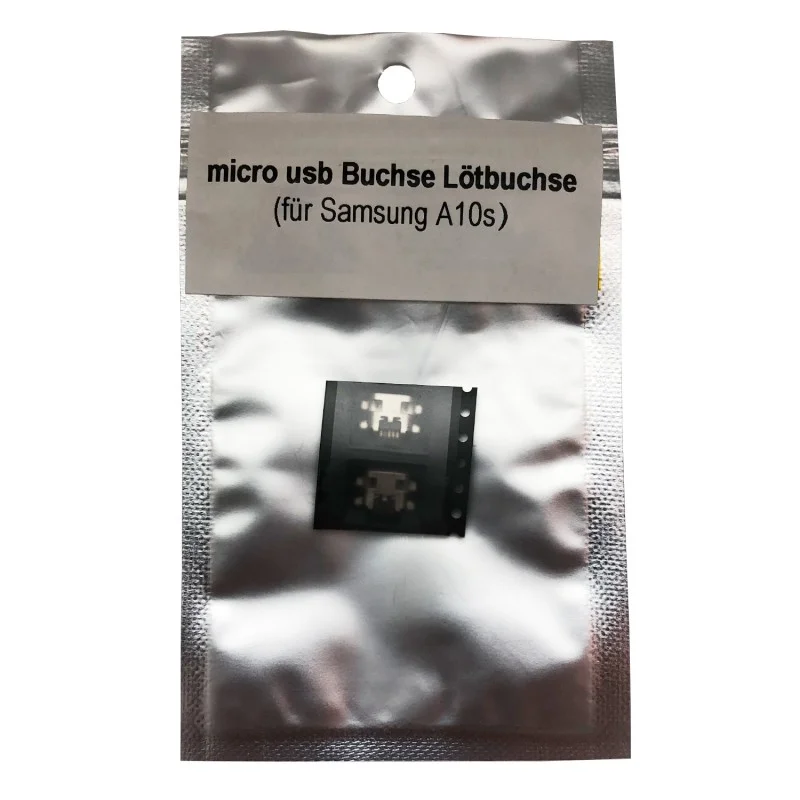 micro usb Buchse Lötbuchse
(für Samsung A10s)